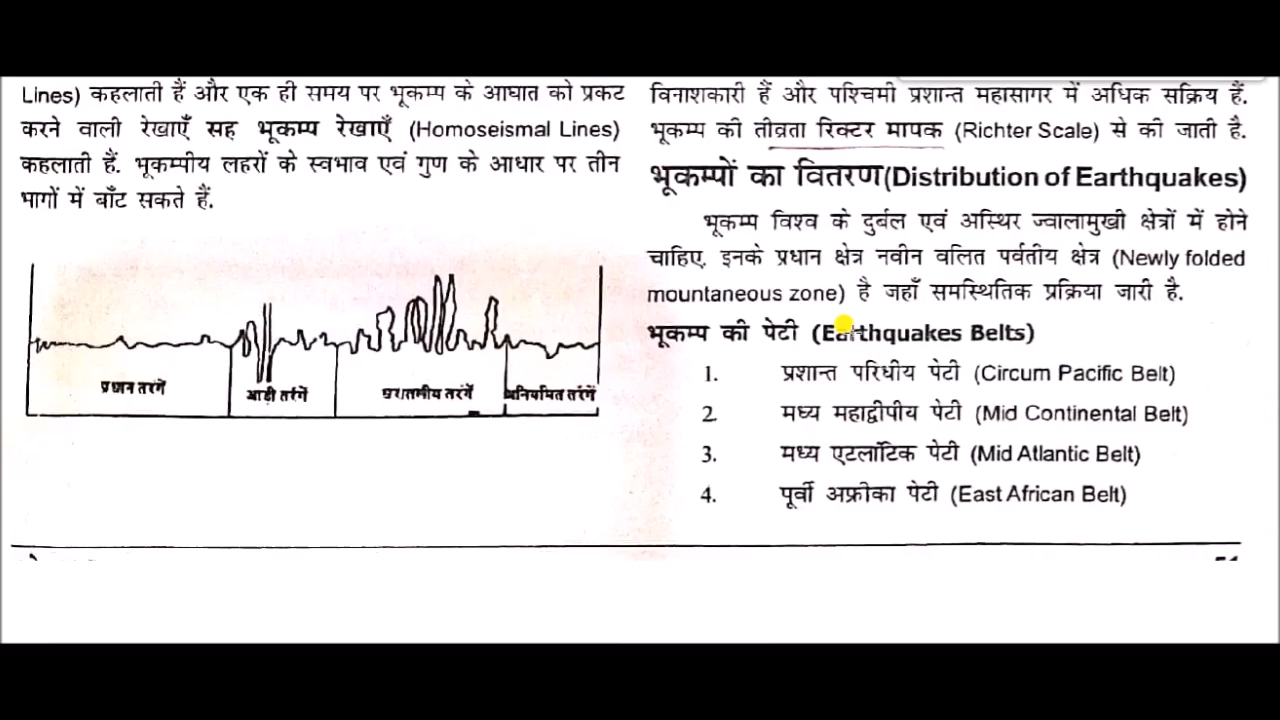 Lines) कहलाती हैं और एक ही समय पर भूकम्प के आघात को प्रकट
करने वाली रेखाएँ सह भूकम्प रेखाएँ (Homoseismal Lines)
कहलाती हैं. भूकम्पीय लहरों के स्वभाव एवं गुण के आधार पर तीन
भागों में बाँट सकते हैं.
प्रधान तरंगें
आड़ी तरंगें
धरातलीय तरंगें
अनियमित तरंगें
विनाशकारी हैं और पश्चिमी प्रशान्त महासागर में अधिक सक्रिय हैं.
भूकम्प की तीव्रता रिक्टर मापक (Richter Scale) से की जाती है.
भूकम्पों का वितरण(Distribution of Earthquakes)
भूकम्प विश्व के दुर्बल एवं अस्थिर ज्वालामुखी क्षेत्रों में होने
चाहिए. इनके प्रधान क्षेत्र नवीन वलित पर्वतीय क्षेत्र (Newly folded
mountaneous zone) है जहाँ समस्थितिक प्रक्रिया जारी है.
भूकम्प की पेटी (Earthquakes Belts)
1. प्रशान्त परिधीय पेटी (Circum Pacific Belt)
2. मध्य महाद्वीपीय पेटी (Mid Continental Belt)
3. मध्य एटलांटिक पेटी (Mid Atlantic Belt)
4. पूर्वी अफ्रीका पेटी (East African Belt)